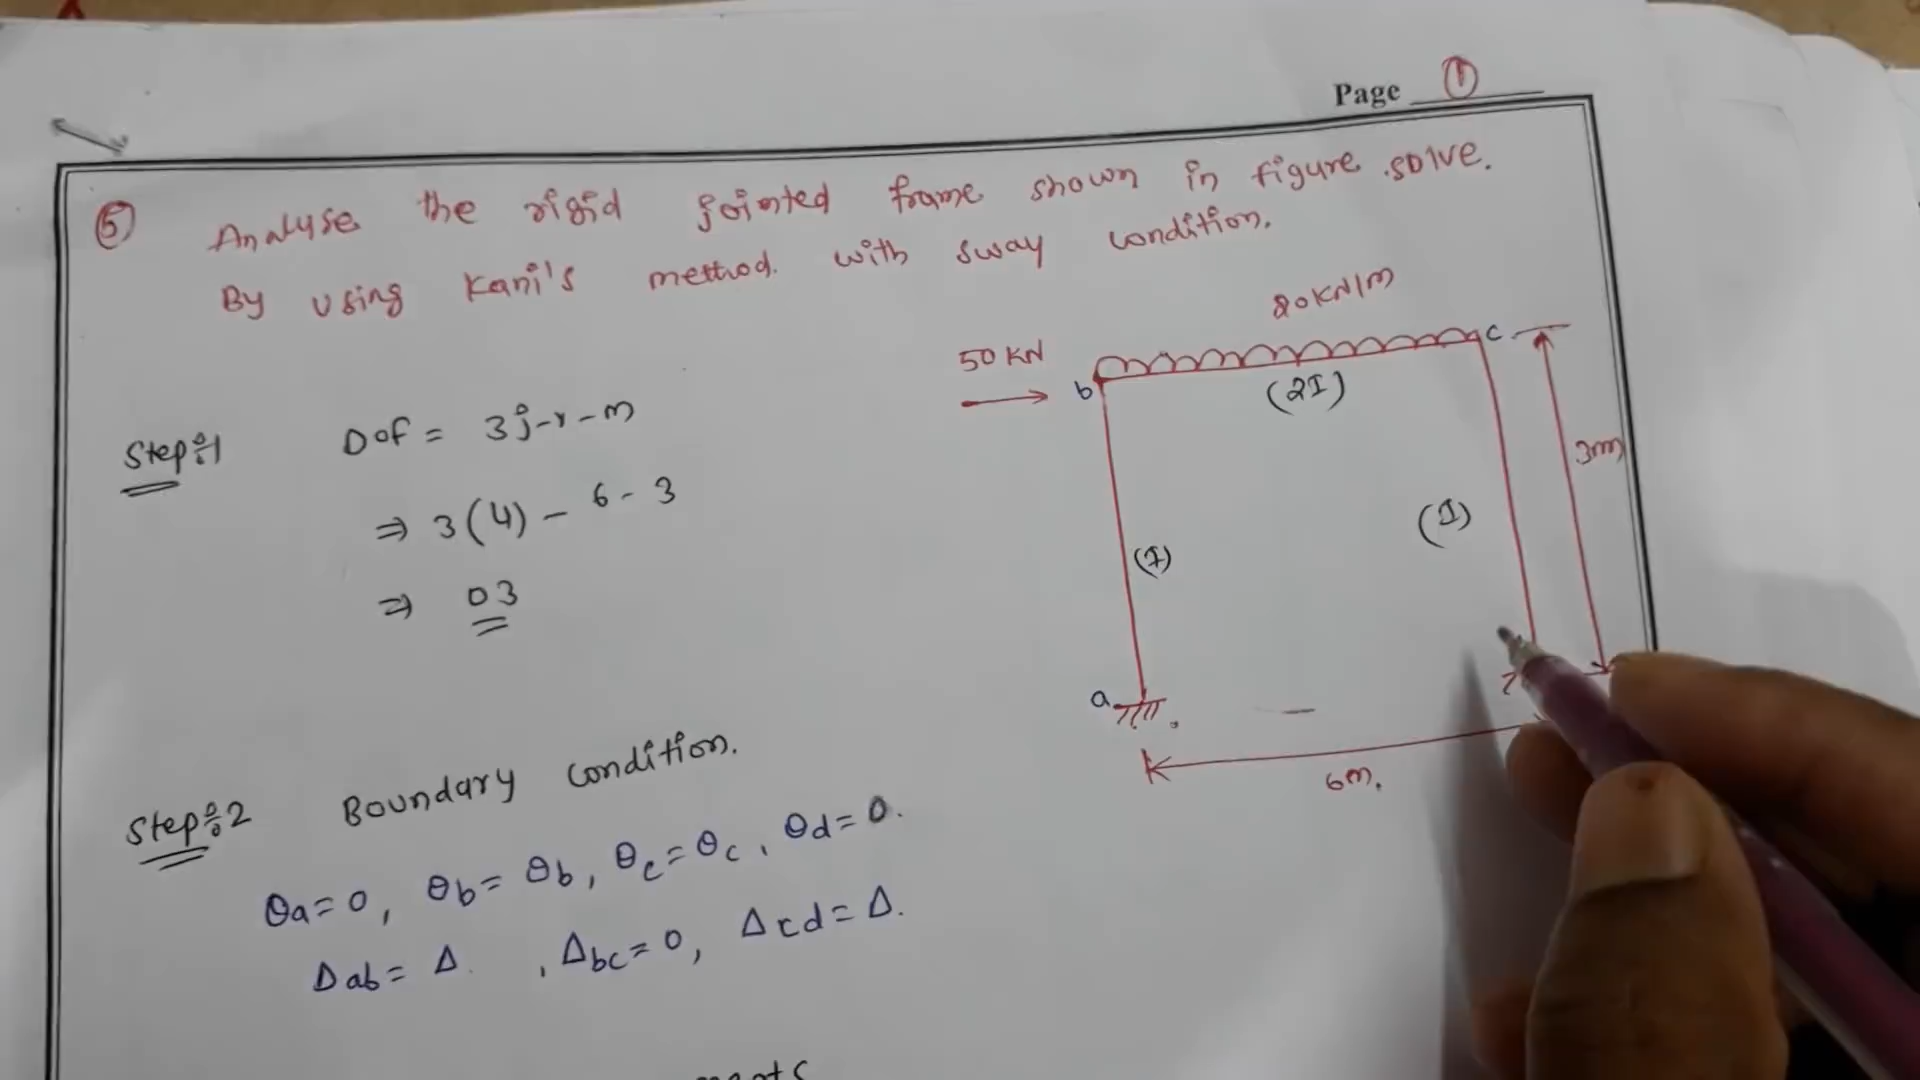 Page 1
5 Analyse the rigid jointed frame shown in figure. solve.
By using Kani's method. with sway condition.
20KN/m
50 KN
b
c
(2I)
3m
(I)
(I)
a
6m.
Step:1 Dof = 3j-r-m
⇒ 3(4) - 6 - 3
⇒ 03
Step:2 Boundary condition.
θa=0, θb= θb, θc=θc, θd=0.
Δab= Δ. , Δbc=0, Δcd=Δ.